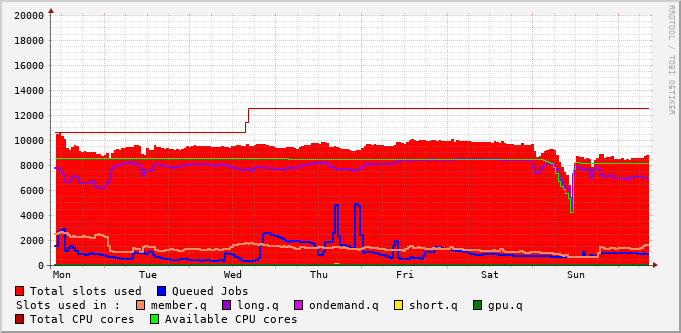 20000
18000
16000
14000
12000
10000
8000
6000
4000
2000
0
Mon Tue Wed Thu Fri Sat Sun
RRDTOOL / TOBI OETIKER
Total slots used Queued Jobs
Slots used in : member.q long.q ondemand.q short.q gpu.q
Total CPU cores Available CPU cores